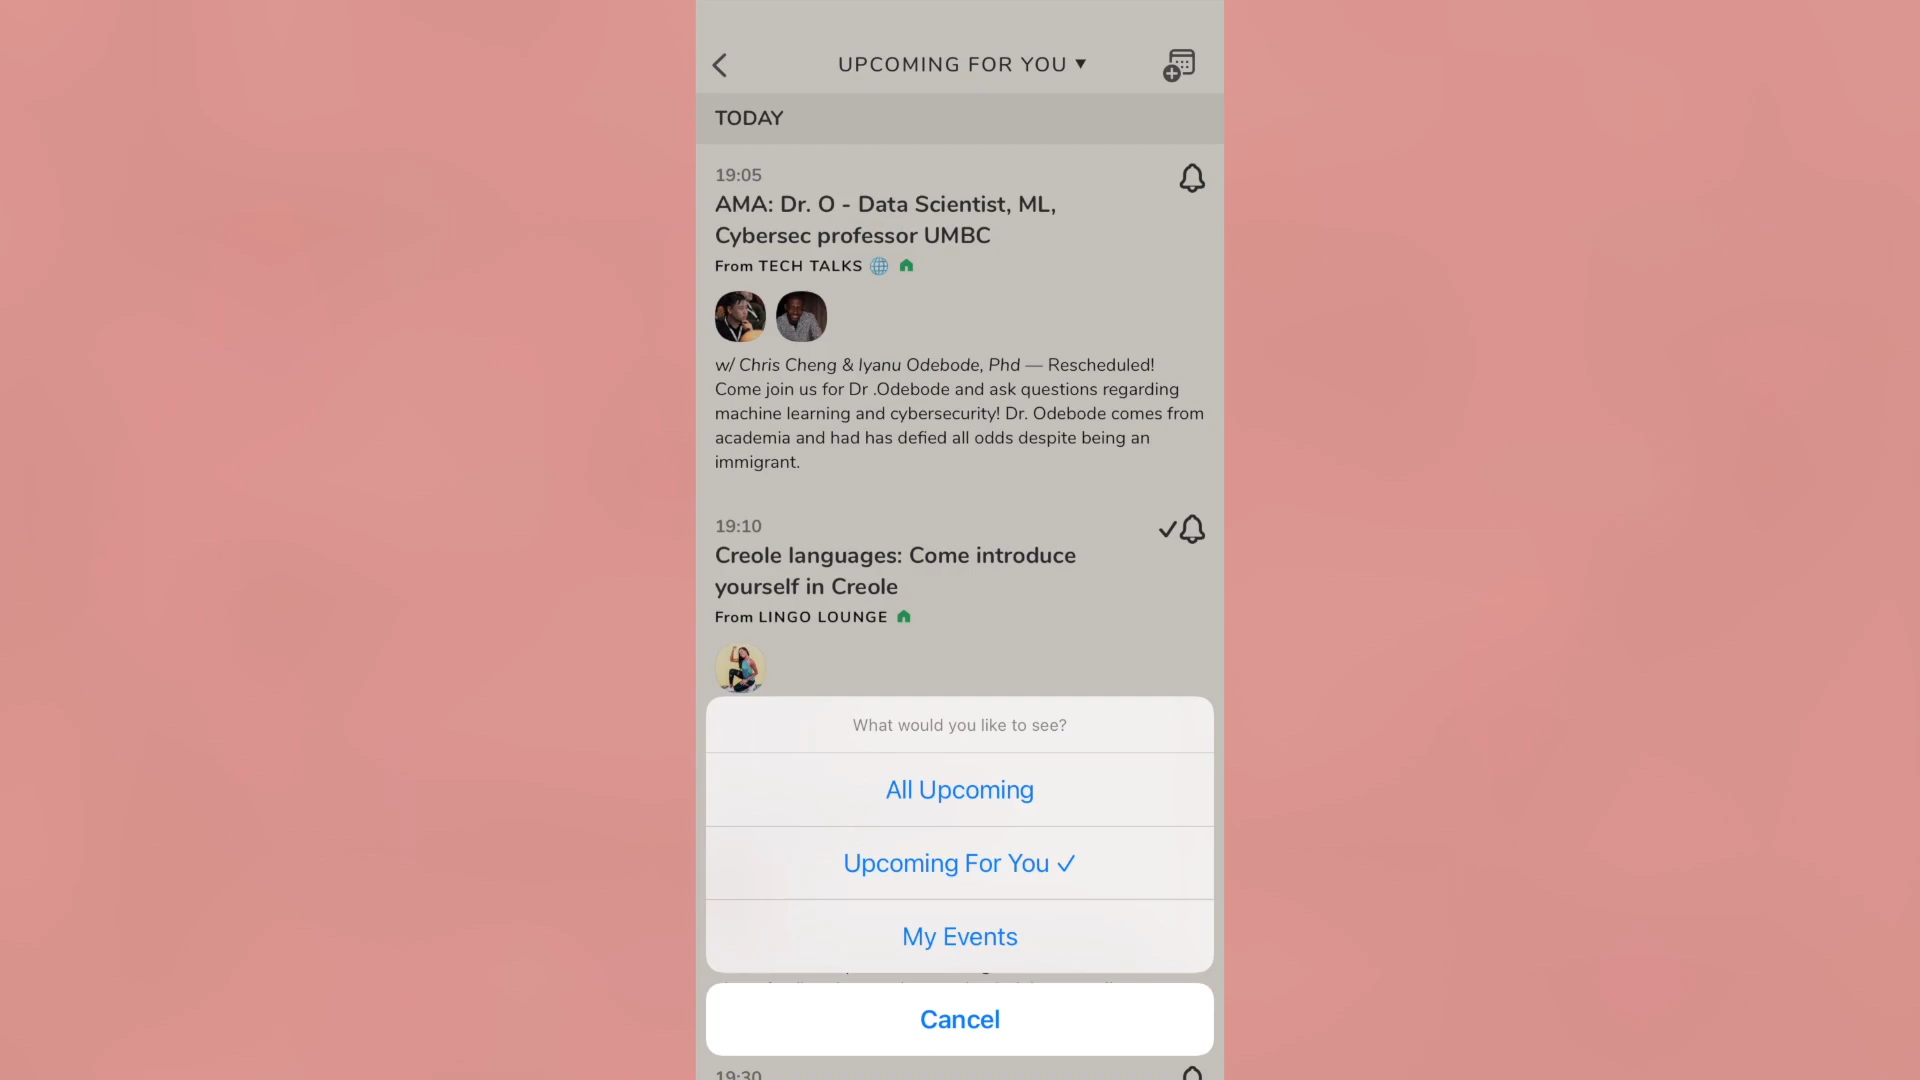 UPCOMING FOR YOU ▼
TODAY
19:05
AMA: Dr. O - Data Scientist, ML,
Cybersec professor UMBC
From TECH TALKS
w/ Chris Cheng & Iyanu Odebode, Phd — Rescheduled!
Come join us for Dr .Odebode and ask questions regarding
machine learning and cybersecurity! Dr. Odebode comes from
academia and had has defied all odds despite being an
immigrant.
19:10
Creole languages: Come introduce
yourself in Creole
From LINGO LOUNGE
What would you like to see?
All Upcoming
Upcoming For You ✓
My Events
Cancel
19:30